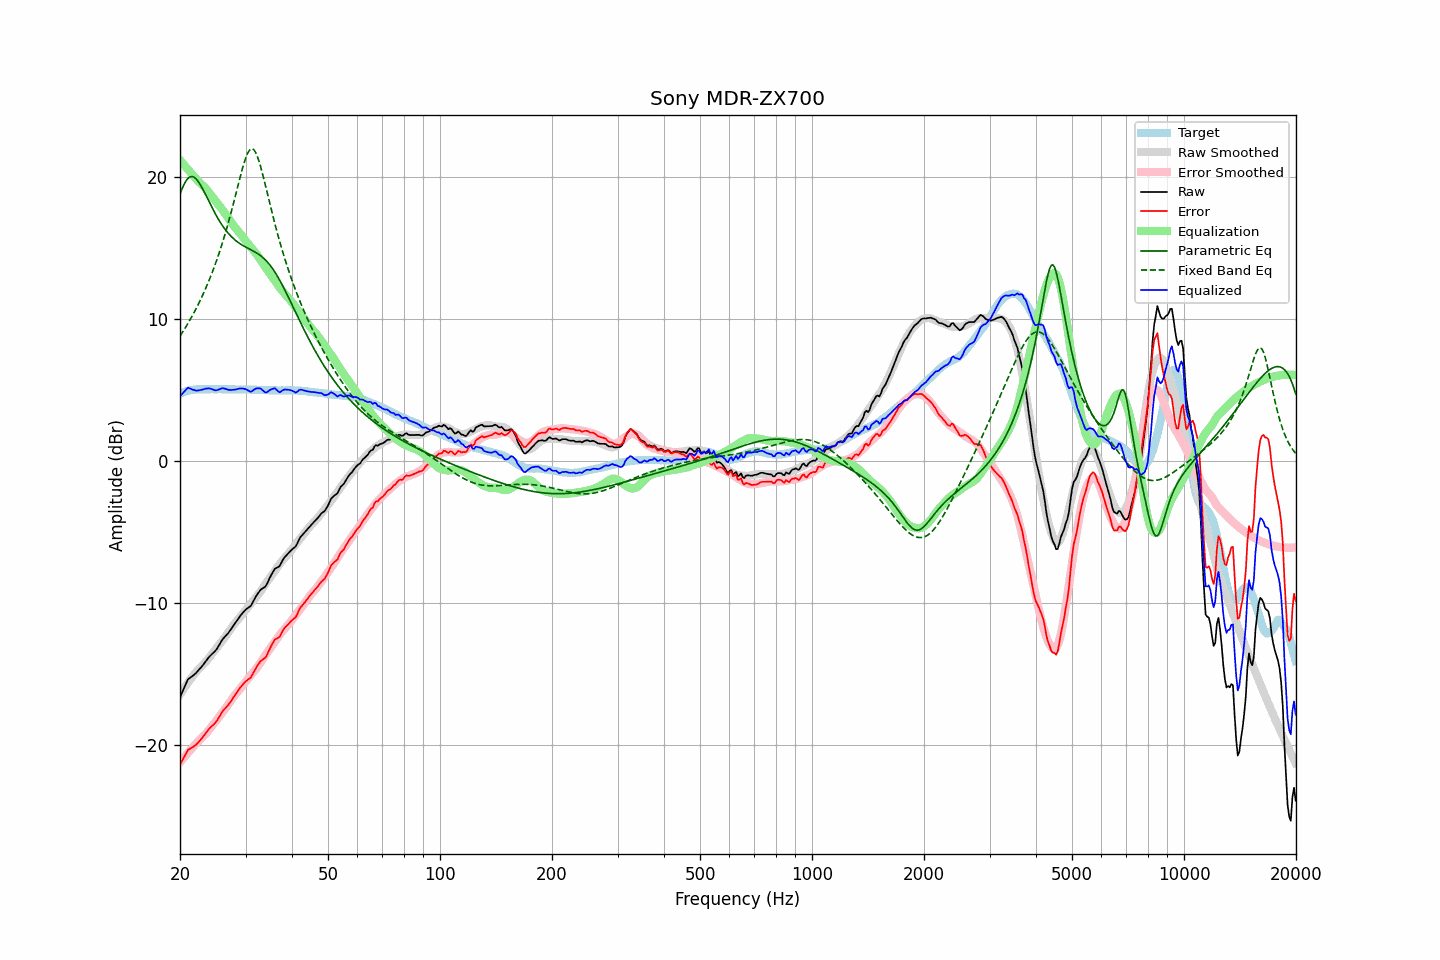 Sony MDR-ZX700
Target
Raw Smoothed
Error Smoothed
Raw
Error
Equalization
Parametric Eq
Fixed Band Eq
Equalized
20
10
0
−10
−20
Amplitude (dBr)
20
50
100
200
500
1000
2000
5000
10000
20000
Frequency (Hz)